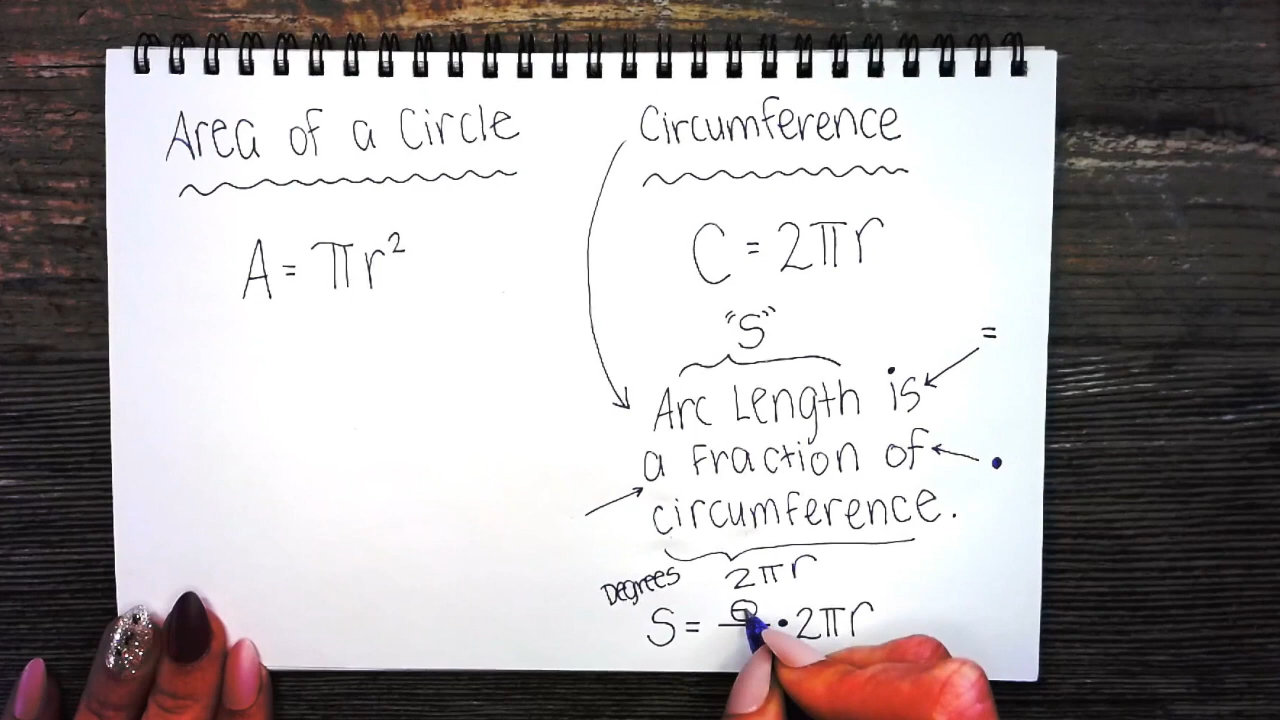 Area of a Circle
A = πr²
Circumference
C = 2πr
"S"
=
Arc Length is
a Fraction of
•
circumference.
2πr
Degrees
S = θ/ • 2πr